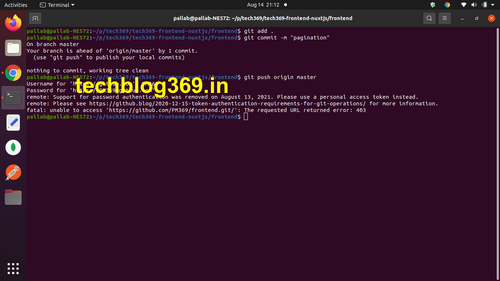 Activities Terminal Aug 14 21:12
pallab@pallab-NE572: ~/p/tech369/tech369-frontend-nuxtjs/frontend
pallab@pallab-NE572:~/p/tech369/tech369-frontend-nuxtjs/frontend$ git add .
pallab@pallab-NE572:~/p/tech369/tech369-frontend-nuxtjs/frontend$ git commit -m "pagination"
On branch master
Your branch is ahead of 'origin/master' by 1 commit.
(use "git push" to publish your local commits)
nothing to commit, working tree clean
pallab@pallab-NE572:~/p/tech369/tech369-frontend-nuxtjs/frontend$ git push origin master
Username for
Password for
techblog369.in
remote: Support for password authentication was removed on August 13, 2021. Please use a personal access token instead.
remote: Please see https://github.blog/2020-12-15-token-authentication-requirements-for-git-operations/ for more information.
fatal: unable to access 'https://github.com/PM369/frontend.git/': The requested URL returned error: 403
pallab@pallab-NE572:~/p/tech369/tech369-frontend-nuxtjs/frontend$